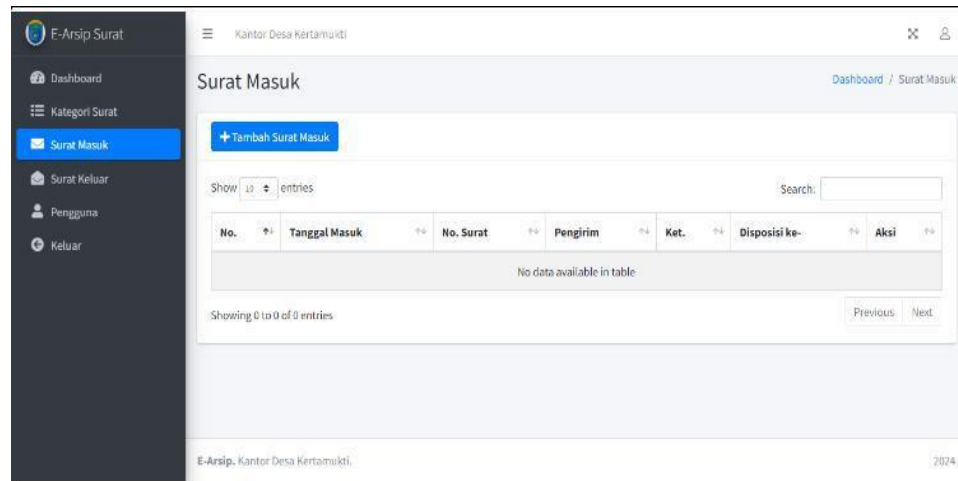 E-Arsip Surat
Kantor Desa Kertamukti
Dashboard
Kategori Surat
Surat Masuk
Surat Keluar
Pengguna
Keluar
Surat Masuk
Dashboard / Surat Masuk
+Tambah Surat Masuk
Show 10 entries
Search:
No. Tanggal Masuk No. Surat Pengirim Ket. Disposisi ke- Aksi
No data available in table
Showing 0 to 0 of 0 entries
Previous Next
E-Arsip. Kantor Desa Kertamukti.
2024